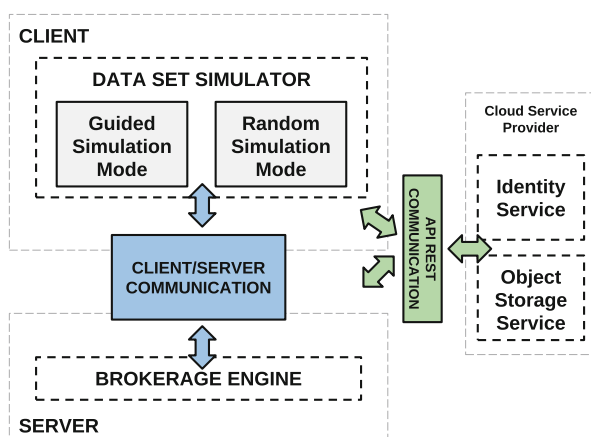 CLIENT
DATA SET SIMULATOR
Guided
Simulation
Mode
Random
Simulation
Mode
CLIENT/SERVER
COMMUNICATION
BROKERAGE ENGINE
SERVER
API REST
COMMUNICATION
Cloud Service
Provider
Identity
Service
Object
Storage
Service